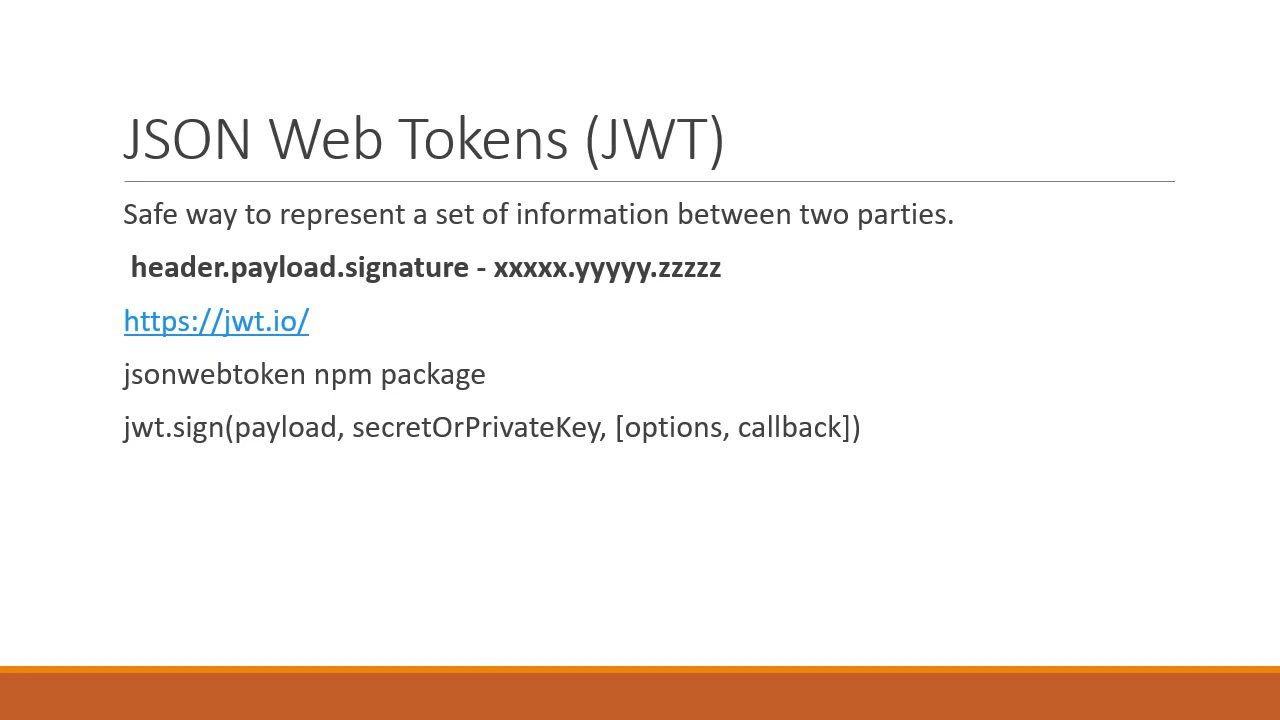 JSON Web Tokens (JWT)
Safe way to represent a set of information between two parties.
header.payload.signature - xxxxx.yyyyy.zzzzz
https://jwt.io/
jsonwebtoken npm package
jwt.sign(payload, secretOrPrivateKey, [options, callback])